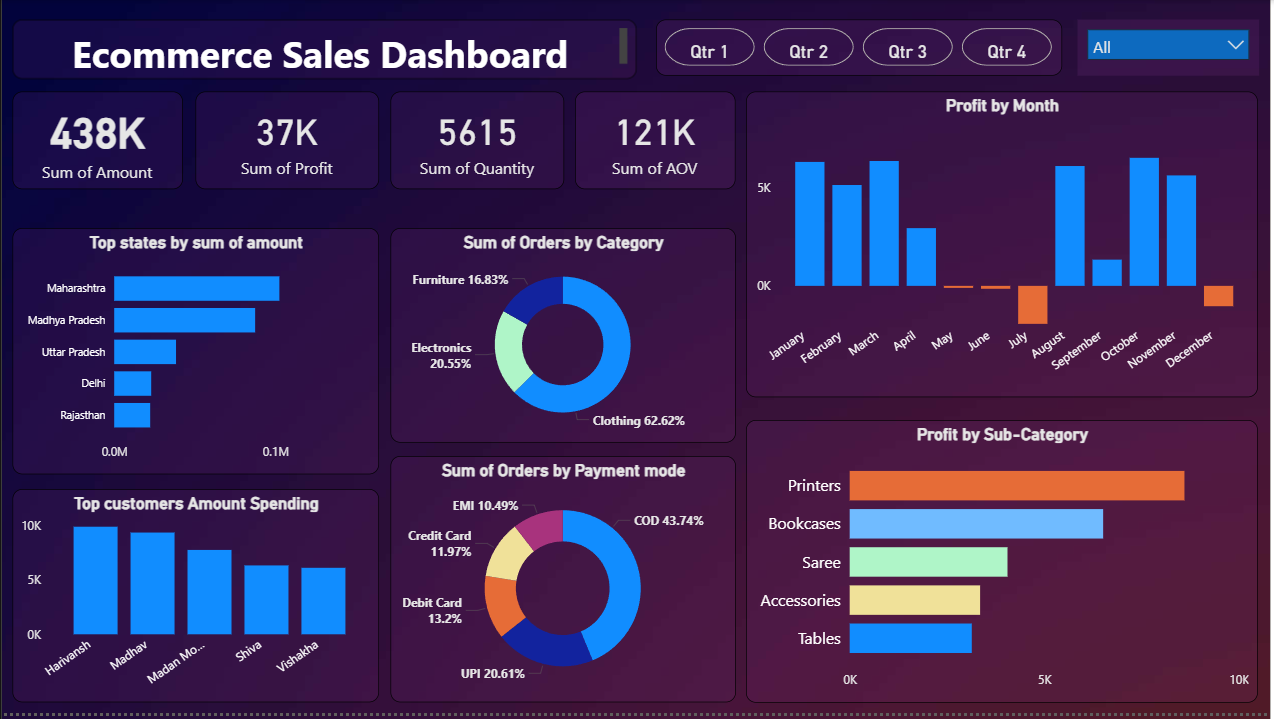 Ecommerce Sales Dashboard
Qtr 1
Qtr 2
Qtr 3
Qtr 4
All
438K
Sum of Amount
37K
Sum of Profit
5615
Sum of Quantity
121K
Sum of AOV
Profit by Month
5K
0K
January
February
March
April
May
June
July
August
September
October
November
December
Top states by sum of amount
Maharashtra
Madhya Pradesh
Uttar Pradesh
Delhi
Rajasthan
0.0M
0.1M
Sum of Orders by Category
Furniture 16.83%
Electronics
20.55%
Clothing 62.62%
Profit by Sub-Category
Printers
Bookcases
Saree
Accessories
Tables
0K
5K
10K
Top customers Amount Spending
10K
5K
0K
Harivansh
Madhav
Madan Mo...
Shiva
Vishakha
Sum of Orders by Payment mode
EMI 10.49%
COD 43.74%
Credit Card
11.97%
Debit Card
13.2%
UPI 20.61%